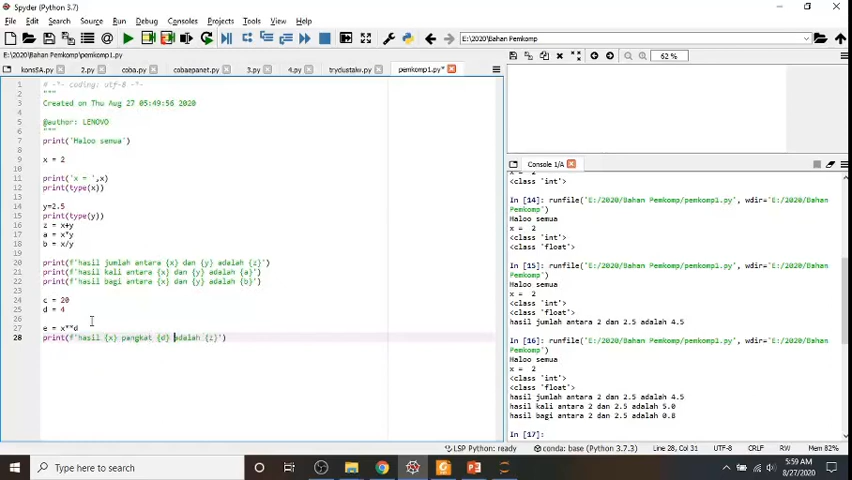 Spyder (Python 3.7)
File Edit Search Source Run Debug Consoles Projects Tools View Help
E:\2020\Bahan Pemkomp
E:\2020\Bahan Pemkomp\pemkomp1.py
konsSA.py 2.py coba.py cobaepanet.py 3.py 4.py trydustakw.py pemkomp1.py*
62 %
1 # -*- coding: utf-8 -*-
2 """
3 Created on Thu Aug 27 05:49:56 2020
4
5 @author: LENOVO
6 """
7 print('Haloo semua')
8
9 x = 2
10
11 print('x = ',x)
12 print(type(x))
13
14 y=2.5
15 print(type(y))
16 z = x+y
17 a = x*y
18 b = x/y
19
20 print(f'hasil jumlah antara {x} dan {y} adalah {z}')
21 print(f'hasil kali antara {x} dan {y} adalah {a}')
22 print(f'hasil bagi antara {x} dan {y} adalah {b}')
23
24 c = 20
25 d = 4
26
27 e = x**d
28 print(f'hasil {x} pangkat {d} adalah {z}')
Console 1/A
x = 2
<class 'int'>
In [14]: runfile('E:/2020/Bahan Pemkomp/pemkomp1.py', wdir='E:/2020/Bahan
Pemkomp')
Haloo semua
x = 2
<class 'int'>
<class 'float'>
In [15]: runfile('E:/2020/Bahan Pemkomp/pemkomp1.py', wdir='E:/2020/Bahan
Pemkomp')
Haloo semua
x = 2
<class 'int'>
<class 'float'>
hasil jumlah antara 2 dan 2.5 adalah 4.5
In [16]: runfile('E:/2020/Bahan Pemkomp/pemkomp1.py', wdir='E:/2020/Bahan
Pemkomp')
Haloo semua
x = 2
<class 'int'>
<class 'float'>
hasil jumlah antara 2 dan 2.5 adalah 4.5
hasil kali antara 2 dan 2.5 adalah 5.0
hasil bagi antara 2 dan 2.5 adalah 0.8
In [17]:
LSP Python: ready conda: base (Python 3.7.3) Line 28, Col 31 UTF-8 CRLF RW Mem 82%
Type here to search
5:59 AM
8/27/2020